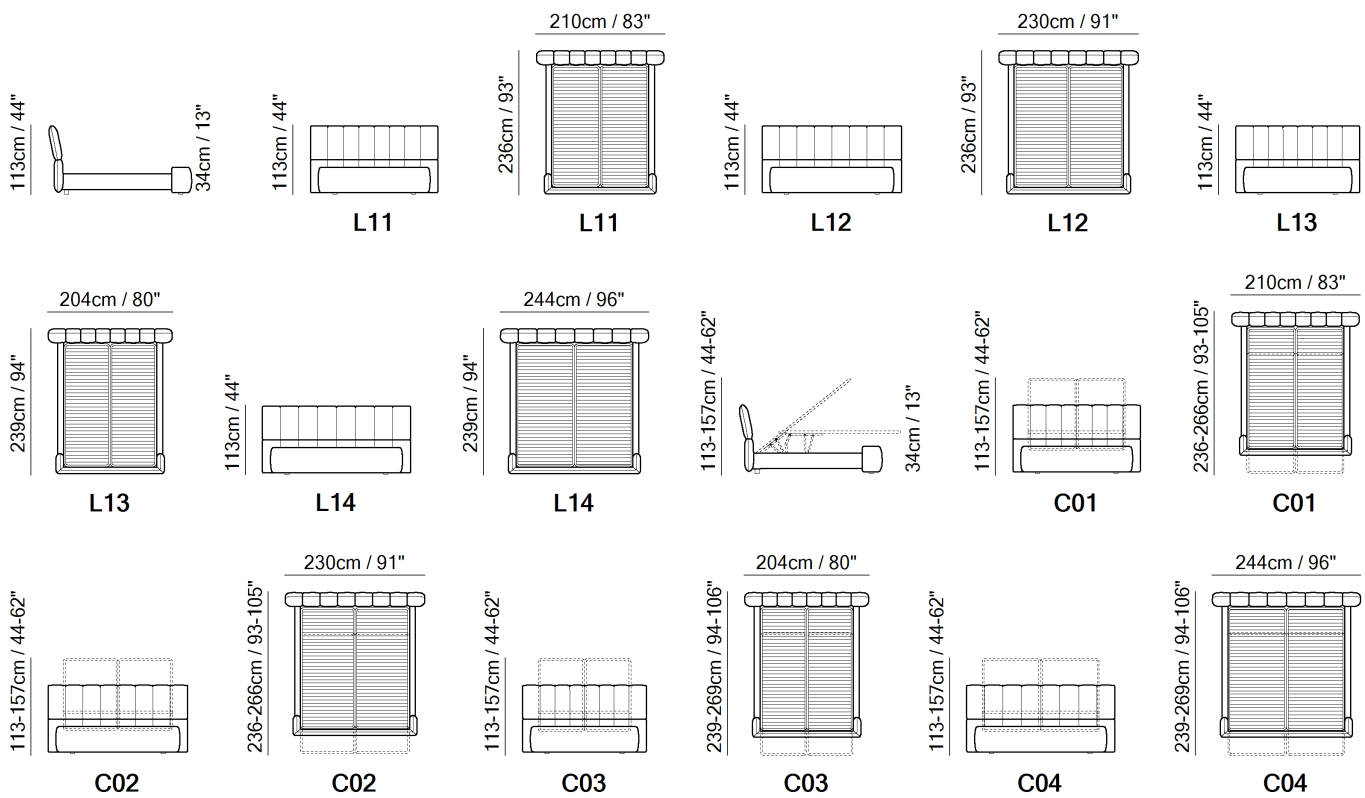 113cm / 44"
34cm / 13"
113cm / 44"
L11
210cm / 83"
236cm / 93"
L11
113cm / 44"
L12
230cm / 91"
236cm / 93"
L12
113cm / 44"
L13
204cm / 80"
239cm / 94"
L13
113cm / 44"
L14
244cm / 96"
239cm / 94"
L14
113-157cm / 44-62"
34cm / 13"
113-157cm / 44-62"
C01
210cm / 83"
236-266cm / 93-105"
C01
113-157cm / 44-62"
C02
230cm / 91"
236-266cm / 93-105"
C02
113-157cm / 44-62"
C03
204cm / 80"
239-269cm / 94-106"
C03
113-157cm / 44-62"
C04
244cm / 96"
239-269cm / 94-106"
C04